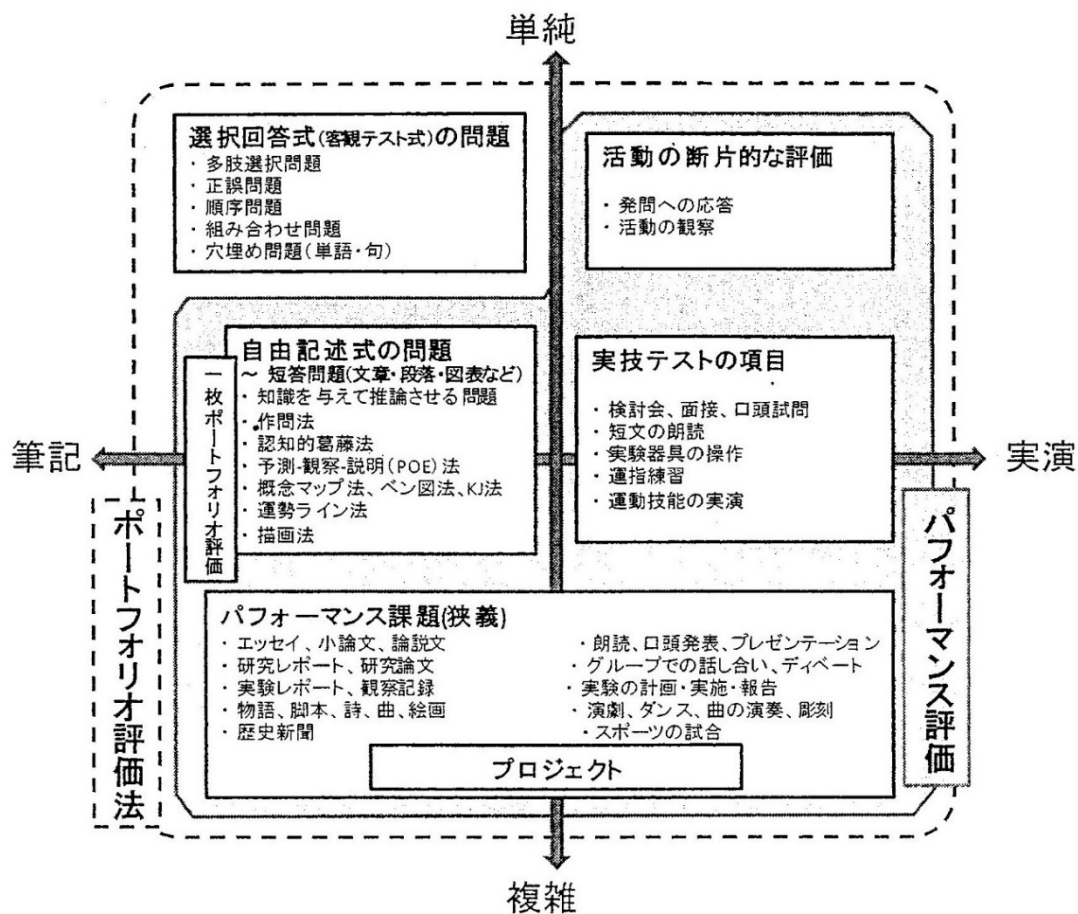 単純
選択回答式(客観テスト式)の問題
・多肢選択問題
・正誤問題
・順序問題
・組み合わせ問題
・穴埋め問題(単語・句)
活動の断片的な評価
・発問への応答
・活動の観察
自由記述式の問題
~ 短答問題(文章・段落・図表など)
・知識を与えて推論させる問題
・作問法
・認知的葛藤法
・予測-観察-説明(POE)法
・概念マップ法、ベン図法、KJ法
・運勢ライン法
・描画法
一枚ポートフォリオ評価
実技テストの項目
・検討会、面接、口頭試問
・短文の朗読
・実験器具の操作
・運指練習
・運動技能の実演
筆記
実演
ポートフォリオ評価法
パフォーマンス評価
パフォーマンス課題(狭義)
・エッセイ、小論文、論説文
・研究レポート、研究論文
・実験レポート、観察記録
・物語、脚本、詩、曲、絵画
・歴史新聞
・朗読、口頭発表、プレゼンテーション
・グループでの話し合い、ディベート
・実験の計画・実施・報告
・演劇、ダンス、曲の演奏、彫刻
・スポーツの試合
プロジェクト
複雑